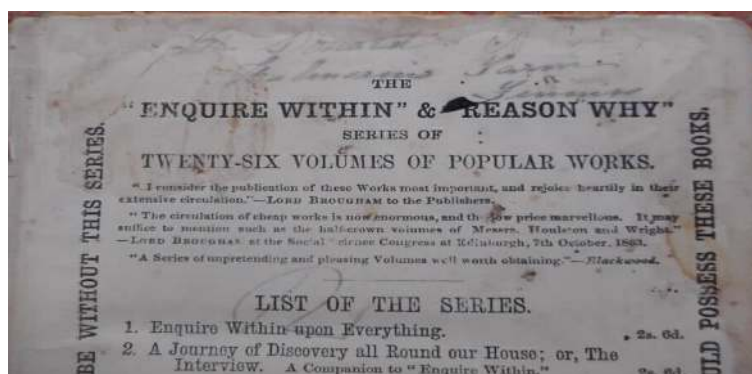 THE
"ENQUIRE WITHIN" & "REASON WHY"
SERIES OF
TWENTY-SIX VOLUMES OF POPULAR WORKS.
"I consider the publication of these Works most important, and rejoice heartily in their
extensive circulation."—LORD BROUGHAM to the Publishers.
"The circulation of cheap works is now enormous, and the low price marvellous. It may
suffice to mention such as the half-crown volumes of Messrs. Houlston and Wright."
—LORD BROUGHAM at the Social Science Congress at Edinburgh, 7th October, 1863.
"A Series of unpretending and pleasing Volumes well worth obtaining."—Blackwood.
LIST OF THE SERIES.
1. Enquire Within upon Everything. . 2s. 6d.
2. A Journey of Discovery all Round our House; or, The
Interview. A Companion to "Enquire Within." 2s. 6d.
BE WITHOUT THIS SERIES.
ULD POSSESS THESE BOOKS.